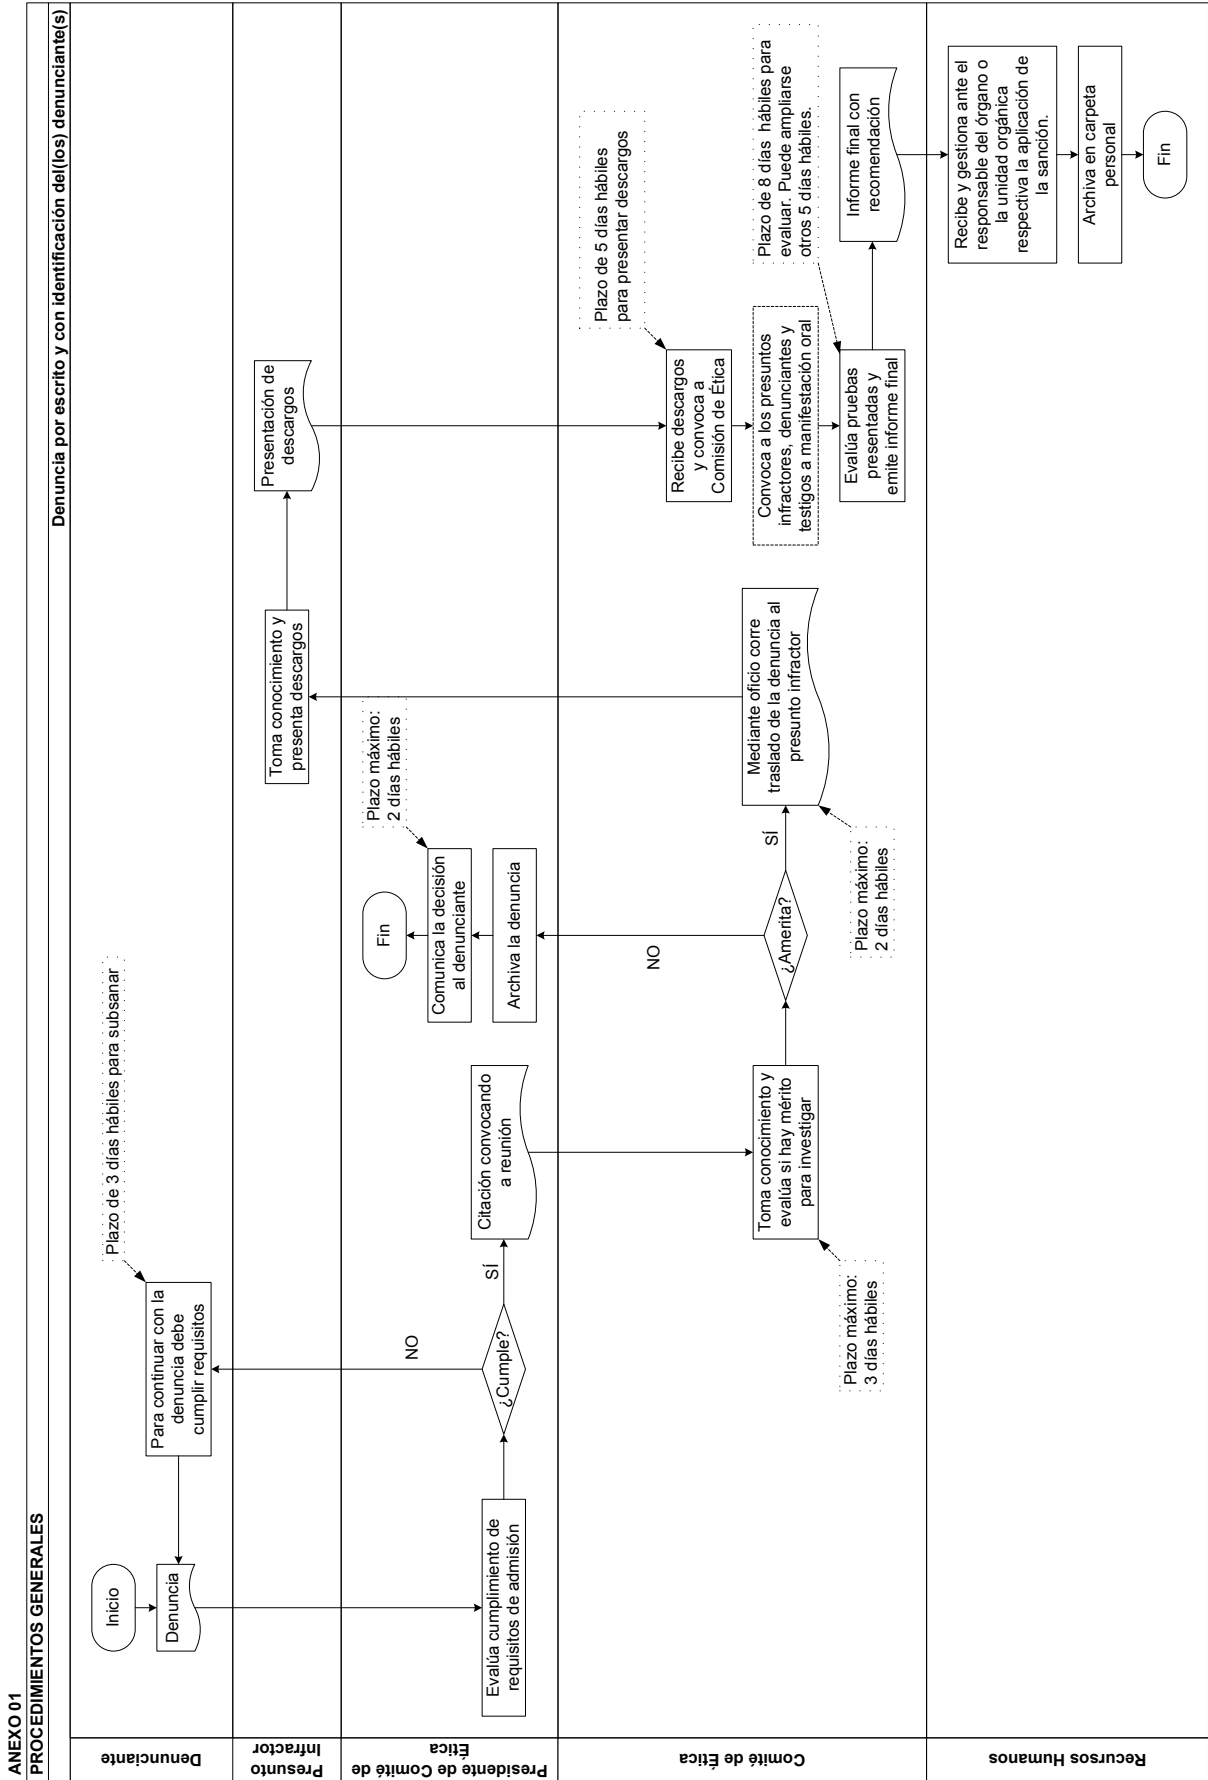 ANEXO 01
PROCEDIMIENTOS GENERALES
Denuncia por escrito y con identificación del(los) denunciante(s)
Denunciante
Inicio
Denuncia
Para continuar con la
denuncia debe
cumplir requisitos
Plazo de 3 días hábiles para subsanar
Presunto
Infractor
Toma conocimiento y
presenta descargos
Presentación de
descargos
Presidente de Comité de
Ética
Evalúa cumplimiento de
requisitos de admisión
¿Cumple?
NO
SÍ
Citación convocando
a reunión
Fin
Comunica la decisión
al denunciante
Archiva la denuncia
Plazo máximo:
2 días hábiles
Comité de Ética
Toma conocimiento y
evalúa si hay mérito
para investigar
Plazo máximo:
3 días hábiles
¿Amerita?
NO
SÍ
Mediante oficio corre
traslado de la denuncia al
presunto infractor
Plazo máximo:
2 días hábiles
Plazo de 5 días hábiles
para presentar descargos
Recibe descargos
y convoca a
Comisión de Ética
Convoca a los presuntos
infractores, denunciantes y
testigos a manifestación oral
Evalúa pruebas
presentadas y
emite informe final
Plazo de 8 días hábiles para
evaluar. Puede ampliarse
otros 5 días hábiles.
Informe final con
recomendación
Recursos Humanos
Recibe y gestiona ante el
responsable del órgano o
la unidad orgánica
respectiva la aplicación de
la sanción.
Archiva en carpeta
personal
Fin